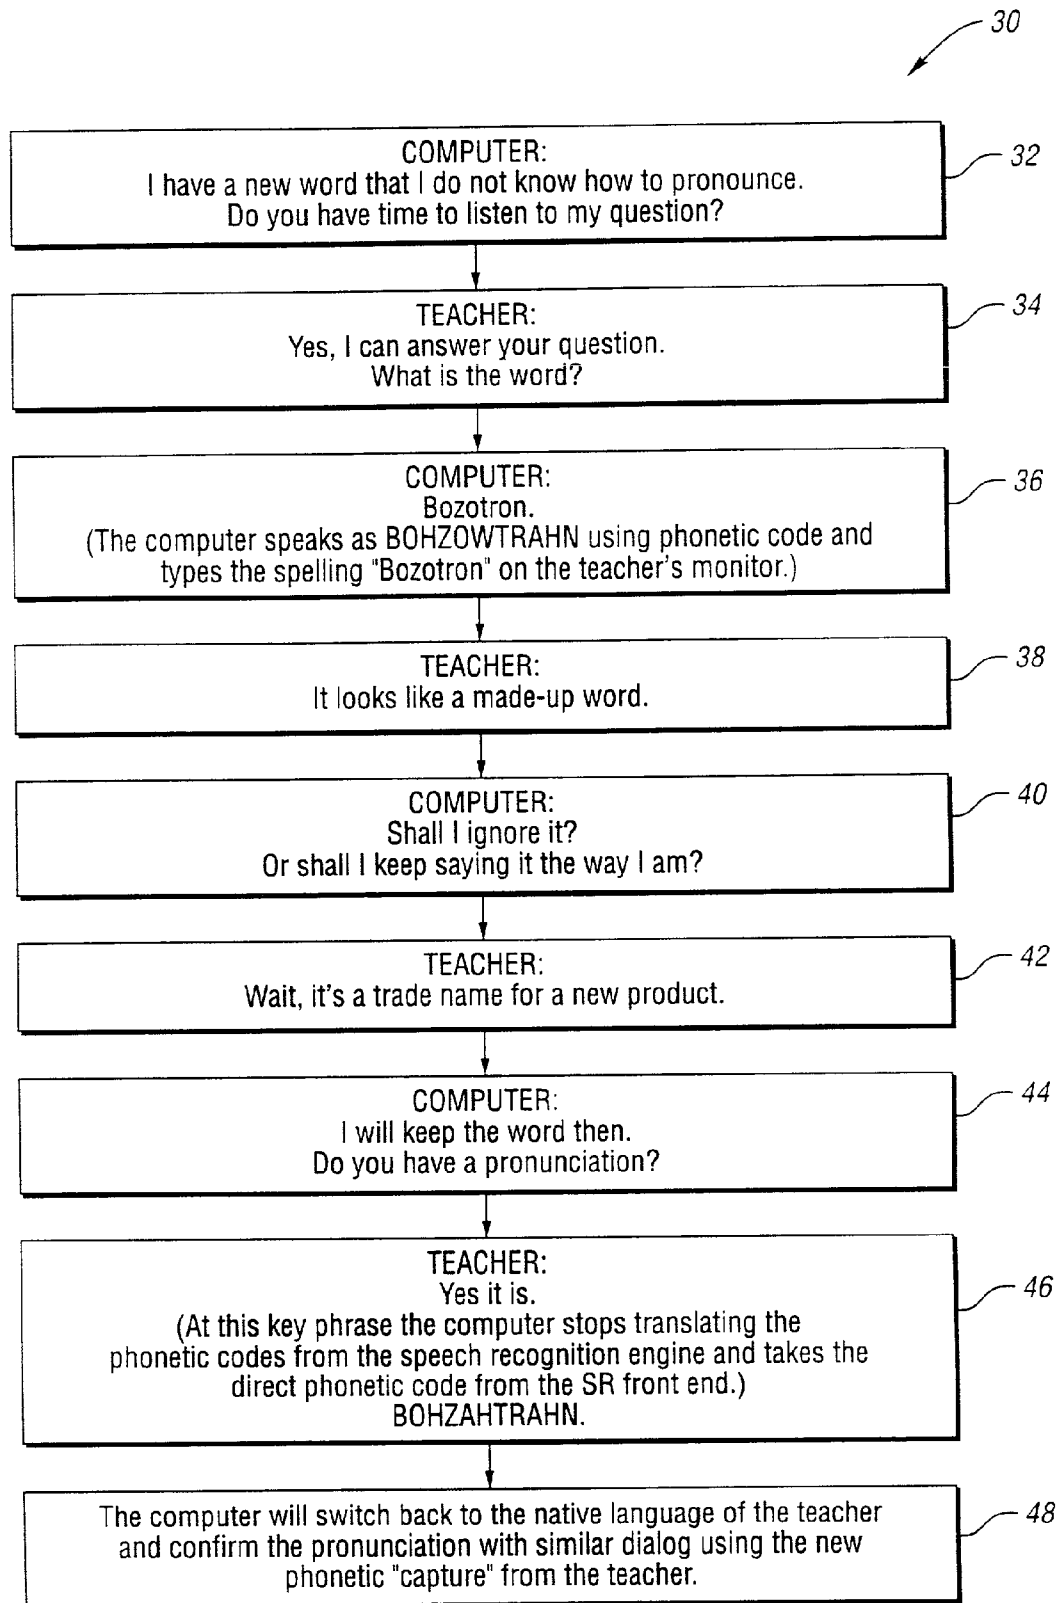 30
COMPUTER:
I have a new word that I do not know how to pronounce.
Do you have time to listen to my question?
32
TEACHER:
Yes, I can answer your question.
What is the word?
34
COMPUTER:
Bozotron.
(The computer speaks as BOHZOWTRAHN using phonetic code and
types the spelling "Bozotron" on the teacher's monitor.)
36
TEACHER:
It looks like a made-up word.
38
COMPUTER:
Shall I ignore it?
Or shall I keep saying it the way I am?
40
TEACHER:
Wait, it's a trade name for a new product.
42
COMPUTER:
I will keep the word then.
Do you have a pronunciation?
44
TEACHER:
Yes it is.
(At this key phrase the computer stops translating the
phonetic codes from the speech recognition engine and takes the
direct phonetic code from the SR front end.)
BOHZAHTRAHN.
46
The computer will switch back to the native language of the teacher
and confirm the pronunciation with similar dialog using the new
phonetic "capture" from the teacher.
48